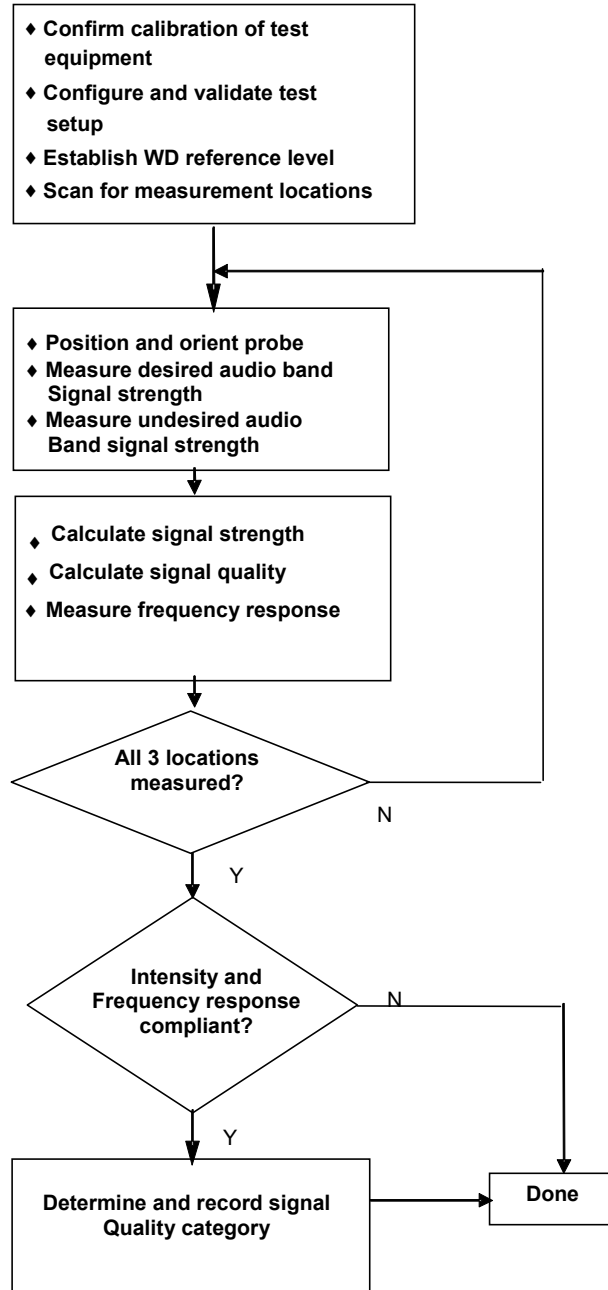 ♦ Confirm calibration of test
equipment
♦ Configure and validate test
setup
♦ Establish WD reference level
♦ Scan for measurement locations
♦ Position and orient probe
♦ Measure desired audio band
Signal strength
♦ Measure undesired audio
Band signal strength
♦ Calculate signal strength
♦ Calculate signal quality
♦ Measure frequency response
All 3 locations
measured?
N
Y
Intensity and
Frequency response
compliant?
N
Y
Determine and record signal
Quality category
Done